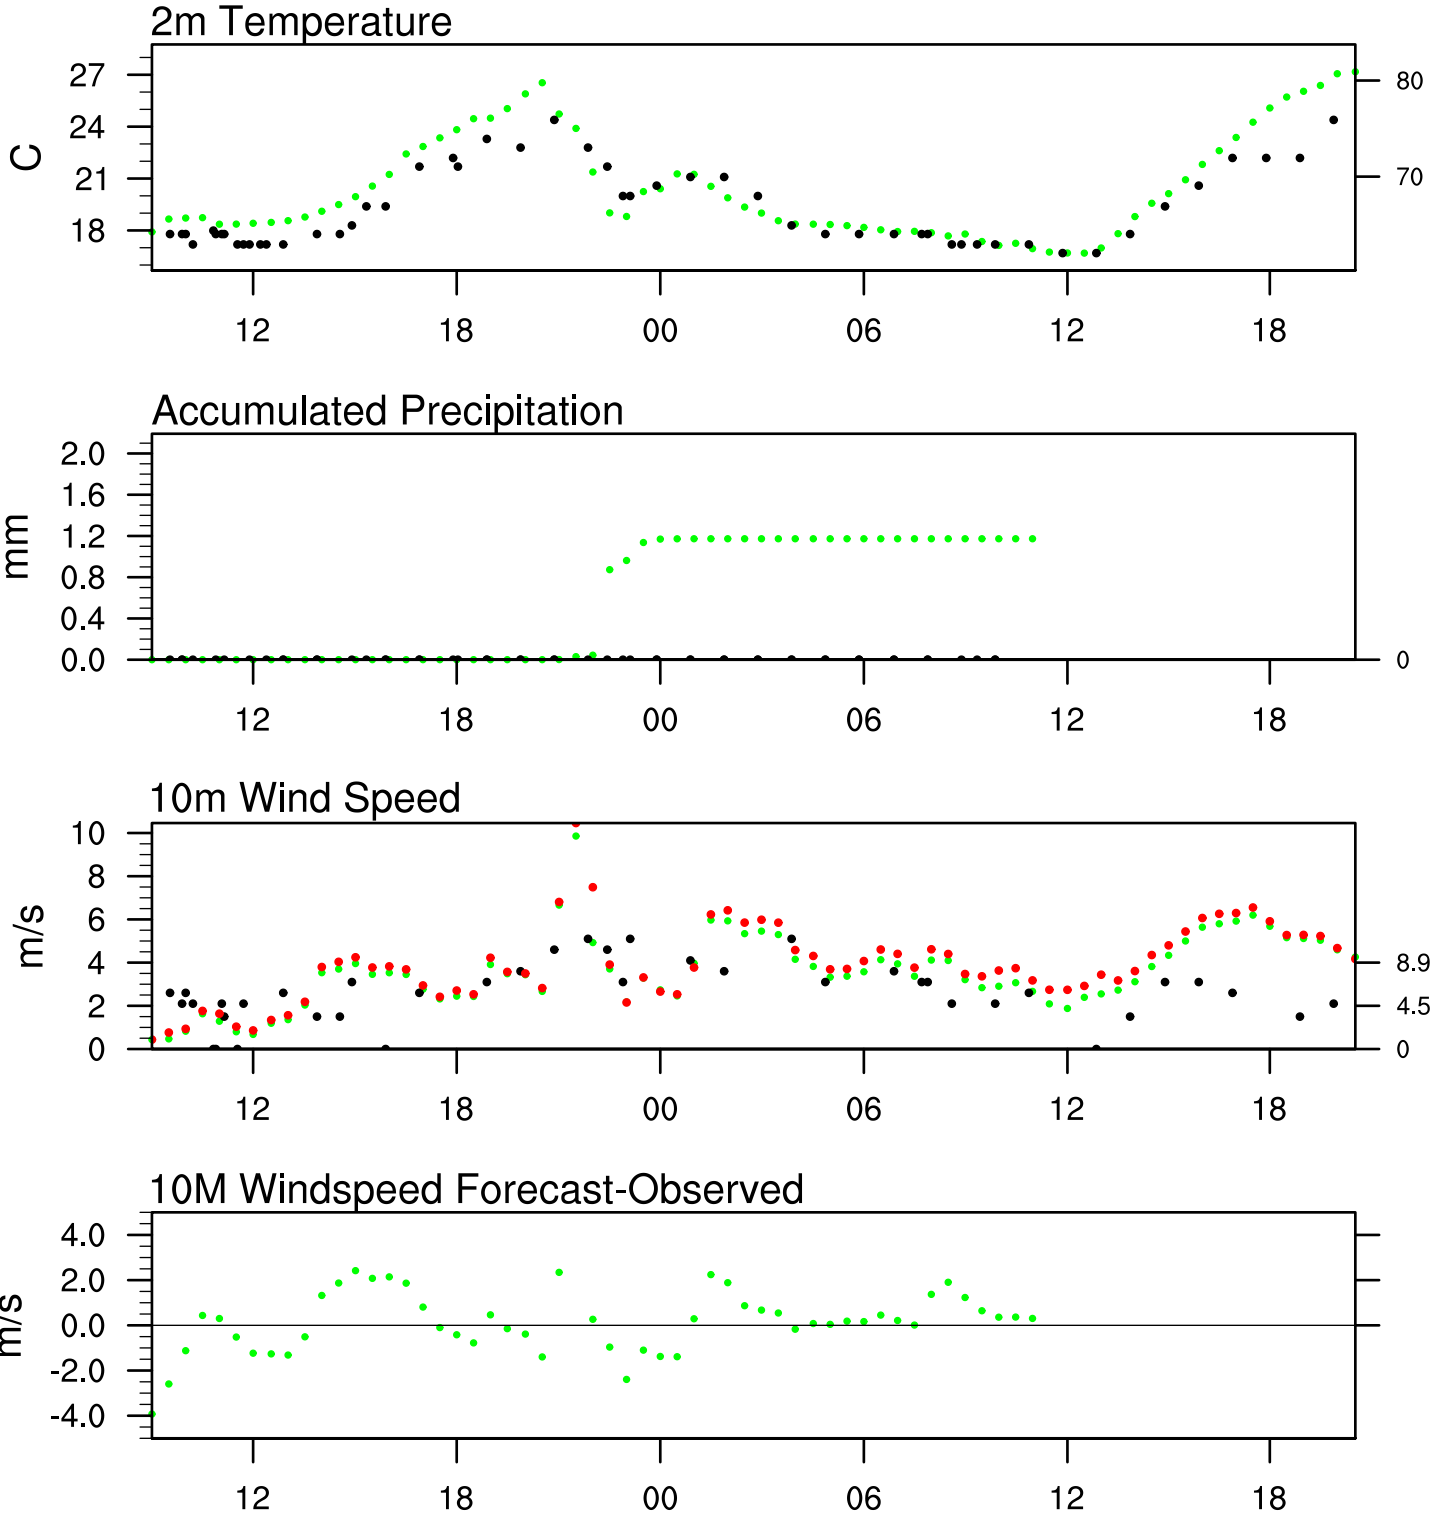 2m Temperature
27
24
21
18
C
80
70
12 18 00 06 12 18
Accumulated Precipitation
2.0
1.6
1.2
0.8
0.4
0.0
mm
0
12 18 00 06 12 18
10m Wind Speed
10
8
6
4
2
0
m/s
8.9
4.5
0
12 18 00 06 12 18
10M Windspeed Forecast-Observed
4.0
2.0
0.0
-2.0
-4.0
m/s
12 18 00 06 12 18